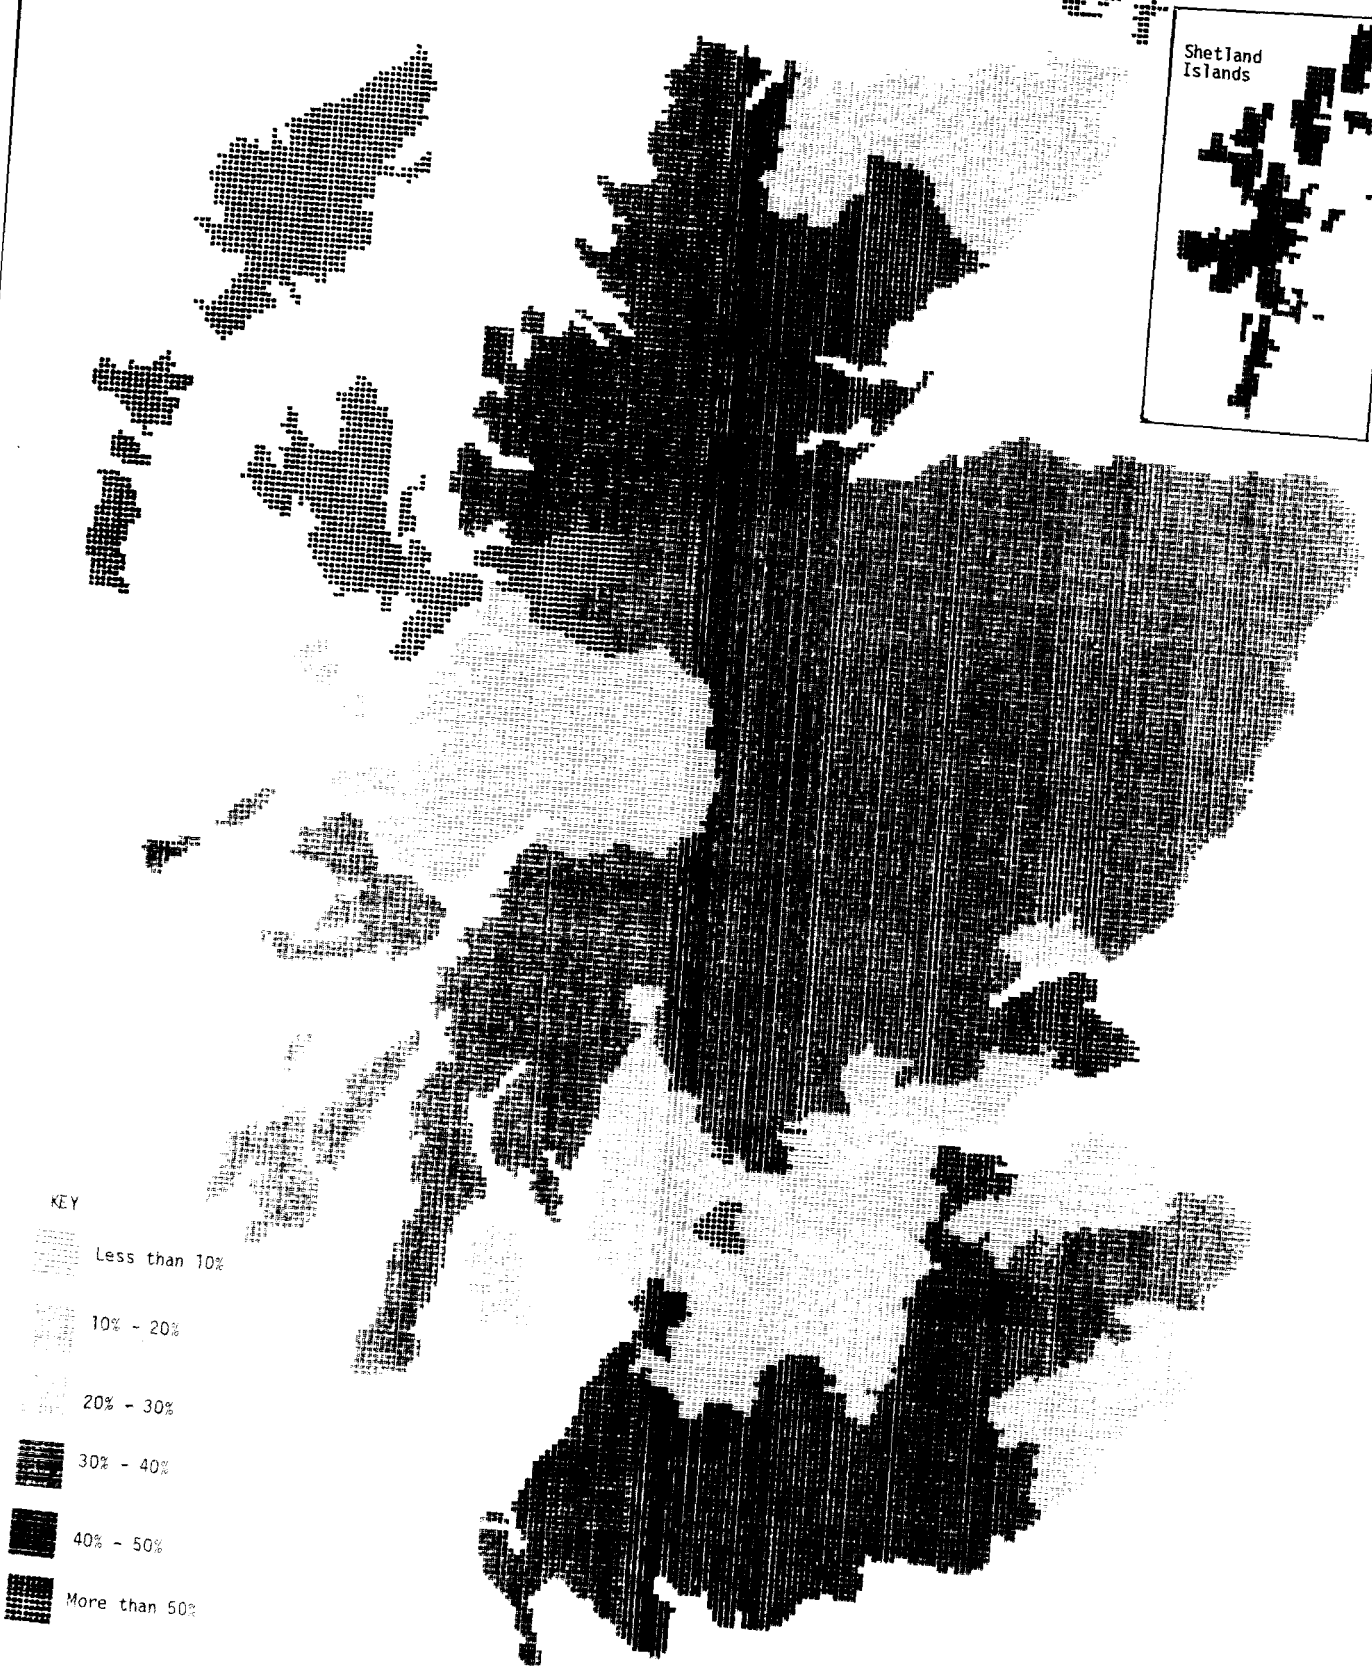 Shetland
Islands
KEY
Less than 10%
10% - 20%
20% - 30%
30% - 40%
40% - 50%
More than 50%